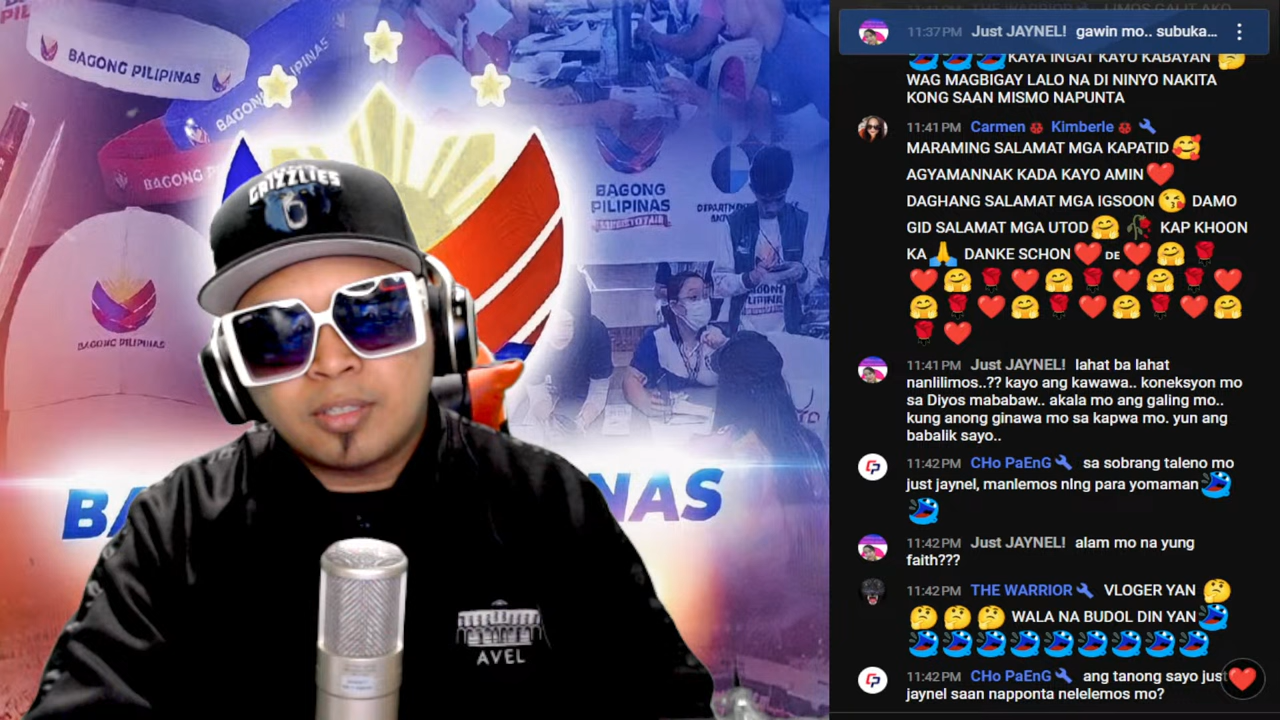 BAGONG PILIPINAS
BAGONG PILIPINAS
BAGONG
GRIZZLIES
BAGONG
PILIPINAS
BAGONG PILIPINAS
AVEL
11:37 PM Just JAYNEL! gawin mo.. subuka...
KAYA INGAT KAYO KABAYAN 🤔
WAG MAGBIGAY LALO NA DI NINYO NAKITA
KONG SAAN MISMO NAPUNTA
11:41 PM Carmen 🐞 Kimberle 🐞
MARAMING SALAMAT MGA KAPATID 🥰
AGYAMANNAK KADA KAYO AMIN ❤️
DAGHANG SALAMAT MGA IGSOON 😘 DAMO
GID SALAMAT MGA UTOD 🤗 🥀 KAP KHOON
KA 🙏 DANKE SCHON ❤️ DE ❤️ 🤗 🌹
❤️ 🤗 🌹 ❤️ 🤗 🌹 ❤️ 🤗 🌹 ❤️
🤗 🌹 ❤️ 🤗 🌹 ❤️ 🤗 🌹 ❤️ 🤗
🌹 ❤️
11:41 PM Just JAYNEL! lahat ba lahat
nanlilimos..?? kayo ang kawawa.. koneksyon mo
sa Diyos mababaw.. akala mo ang galing mo..
kung anong ginawa mo sa kapwa mo. yun ang
babalik sayo..
11:42 PM CHo PaEnG sa sobrang taleno mo
just jaynel, manlemos nlng para yomaman
11:42 PM Just JAYNEL! alam mo na yung
faith???
11:42 PM THE WARRIOR VLOGER YAN 🤔
🤔 🤔 🤔 WALA NA BUDOL DIN YAN
11:42 PM CHo PaEnG ang tanong sayo just
jaynel saan napponta nelelemos mo?